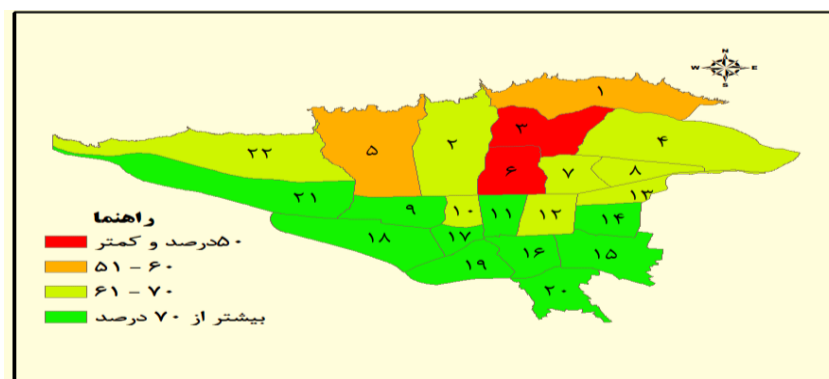 N
W E
S
۱
۳
۲
۵
۴
۲۲
۶
۷
۸
۲۱
۹
۱۰
۱۱
۱۲
۱۳
۱۴
۱۸
۱۷
۱۶
۱۵
۱۹
۲۰
راهنما
۵۰درصد و کمتر
۵۱ - ۶۰
۶۱ - ۷۰
بیشتر از ۷۰ درصد